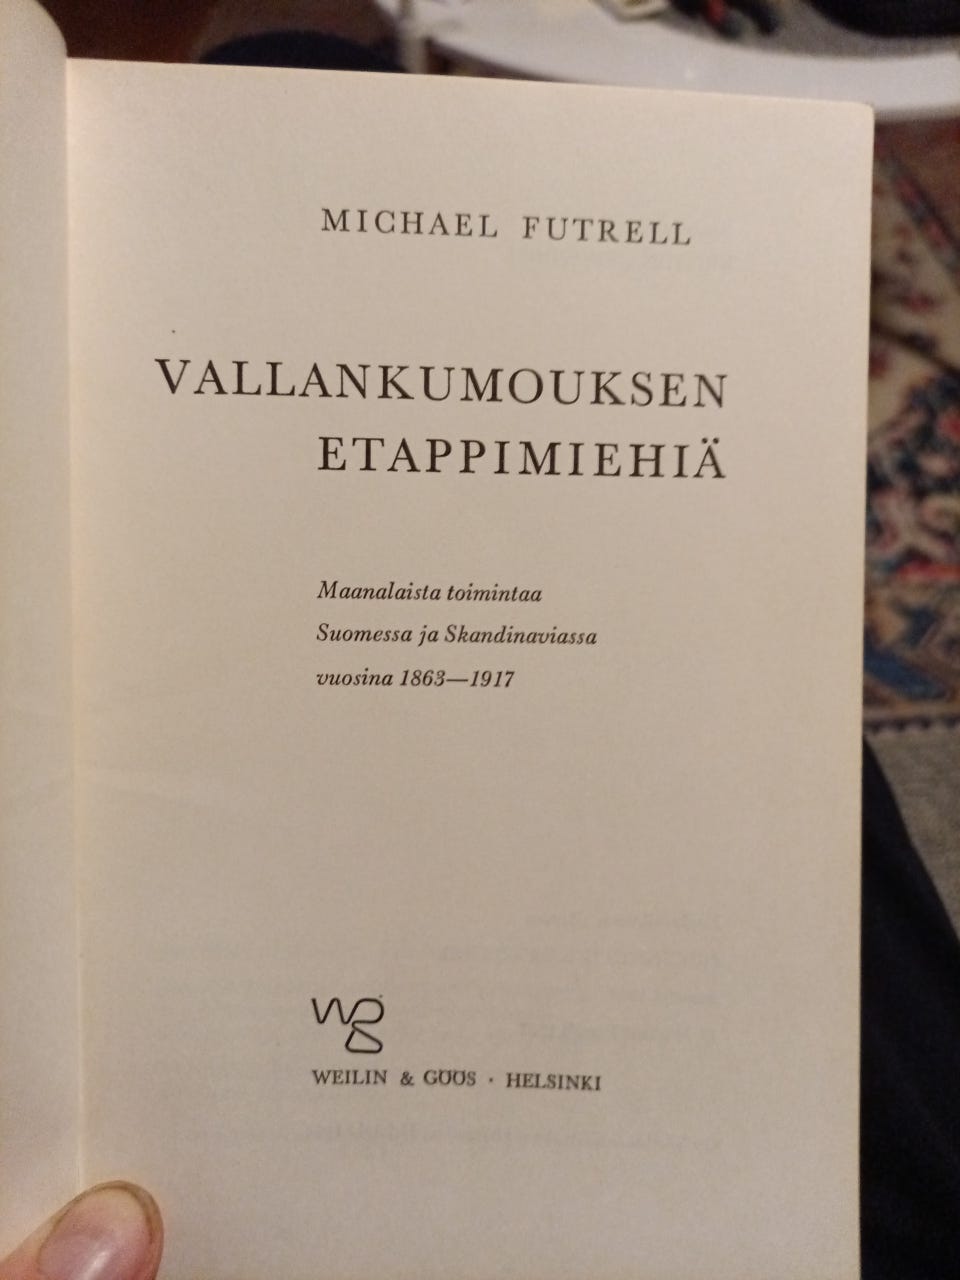 MICHAEL FUTRELL
VALLANKUMOUKSEN
ETAPPIMIEHIÄ
Maanalaista toimintaa
Suomessa ja Skandinaviassa
vuosina 1863—1917
WEILIN & GÖÖS · HELSINKI